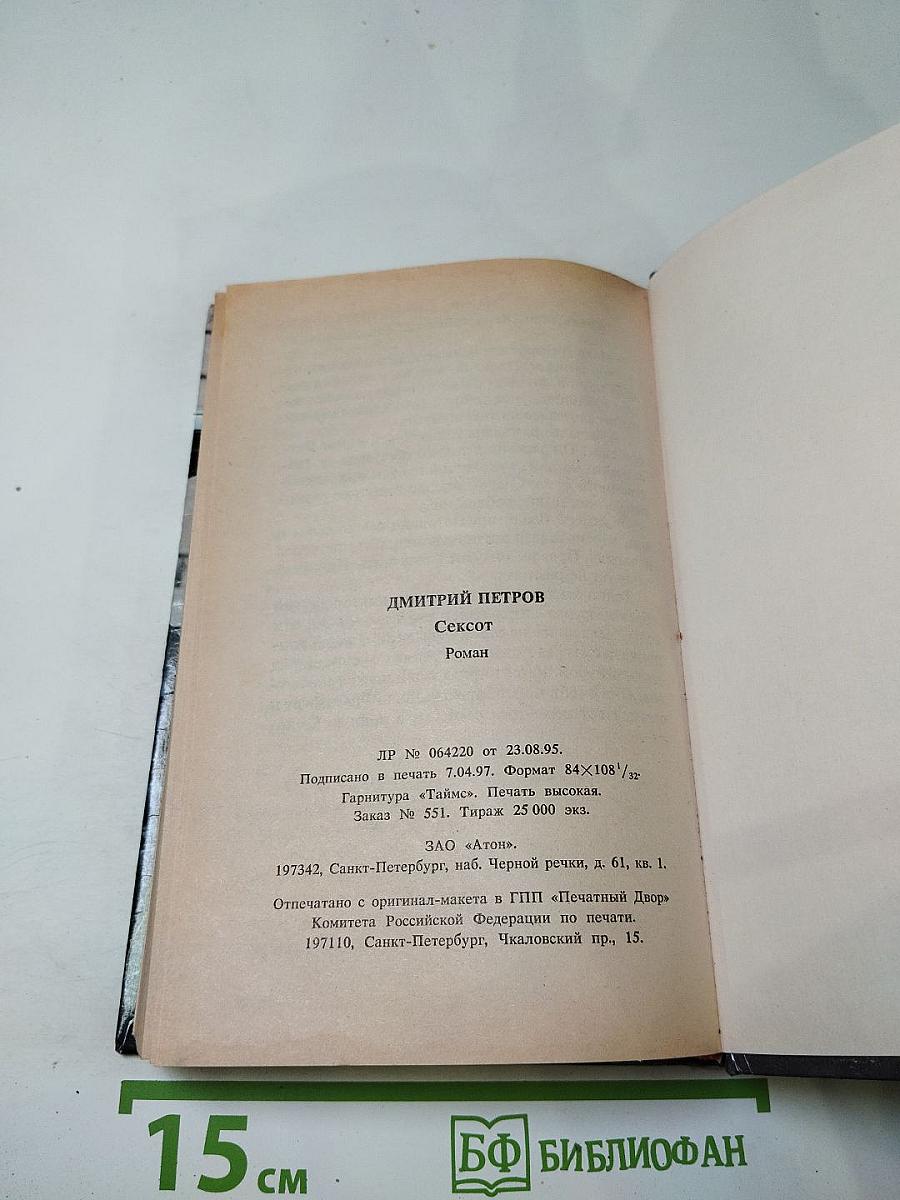 ДМИТРИЙ ПЕТРОВ
Сексот
Роман
ЛР № 064220 от 23.08.95.
Подписано в печать 7.04.97. Формат 84×108¹/₃₂.
Гарнитура «Таймс». Печать высокая.
Заказ № 551. Тираж 25 000 экз.
ЗАО «Атон».
197342, Санкт-Петербург, наб. Черной речки, д. 61, кв. 1.
Отпечатано с оригинал-макета в ГПП «Печатный Двор»
Комитета Российской Федерации по печати.
197110, Санкт-Петербург, Чкаловский пр., 15.
15 см
БФ БИБЛИОФАН